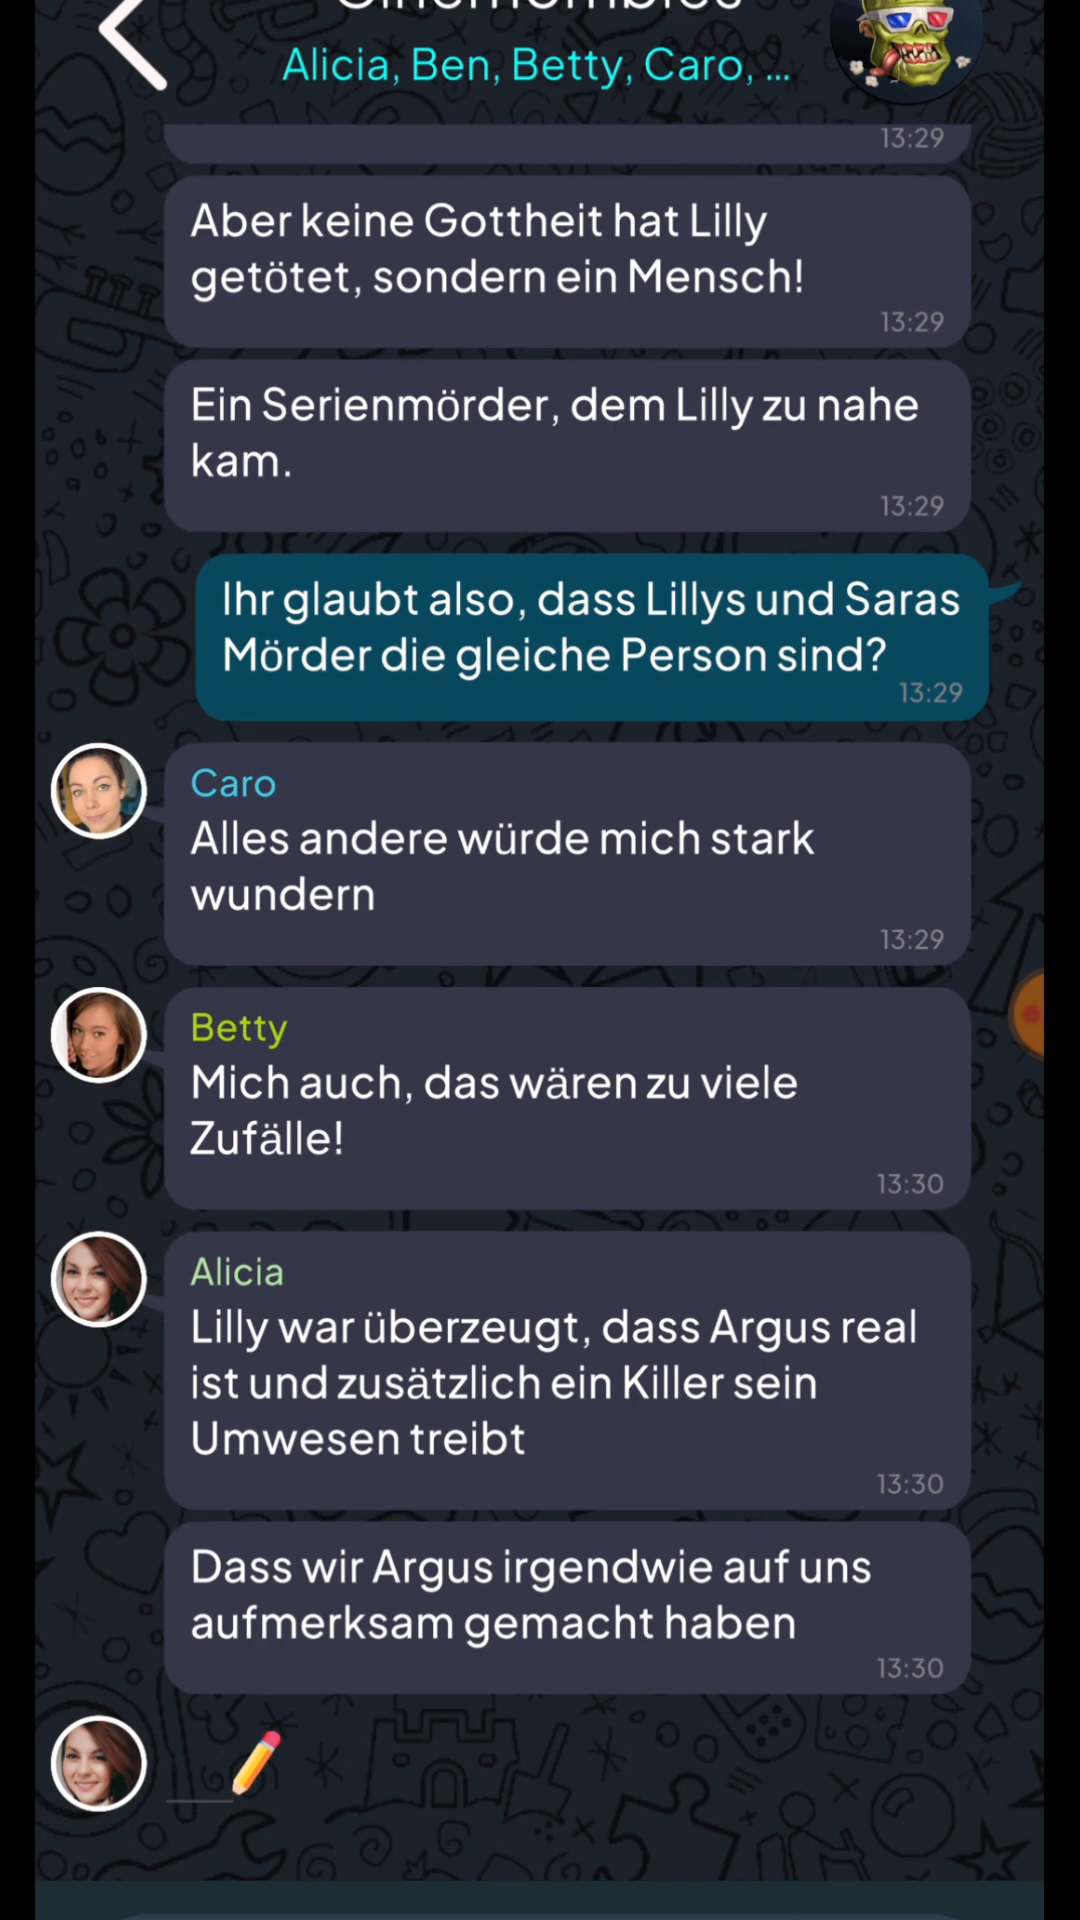 Alicia, Ben, Betty, Caro, ...
13:29
Aber keine Gottheit hat Lilly
getötet, sondern ein Mensch!
13:29
Ein Serienmörder, dem Lilly zu nahe
kam.
13:29
Ihr glaubt also, dass Lillys und Saras
Mörder die gleiche Person sind?
13:29
Caro
Alles andere würde mich stark
wundern
13:29
Betty
Mich auch, das wären zu viele
Zufälle!
13:30
Alicia
Lilly war überzeugt, dass Argus real
ist und zusätzlich ein Killer sein
Umwesen treibt
13:30
Dass wir Argus irgendwie auf uns
aufmerksam gemacht haben
13:30